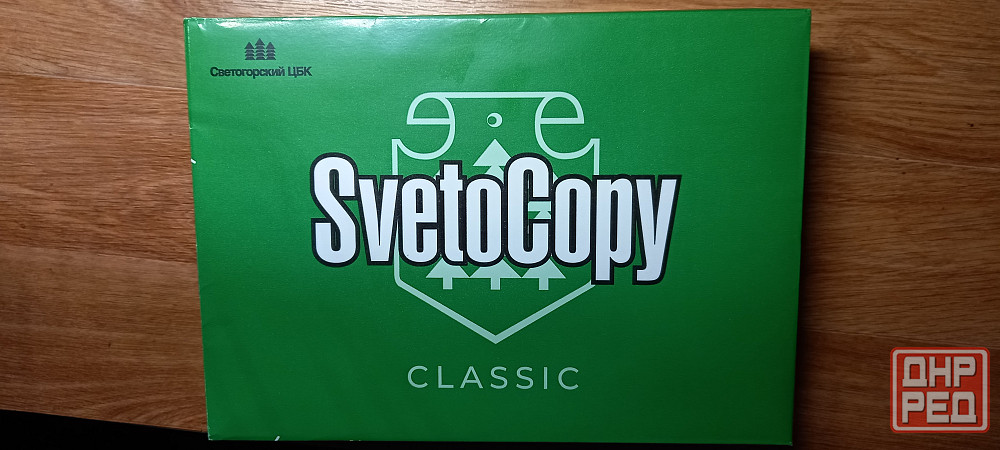 Светогорский ЦБК
SvetoCopy
CLASSIC
ДНР
РЕД